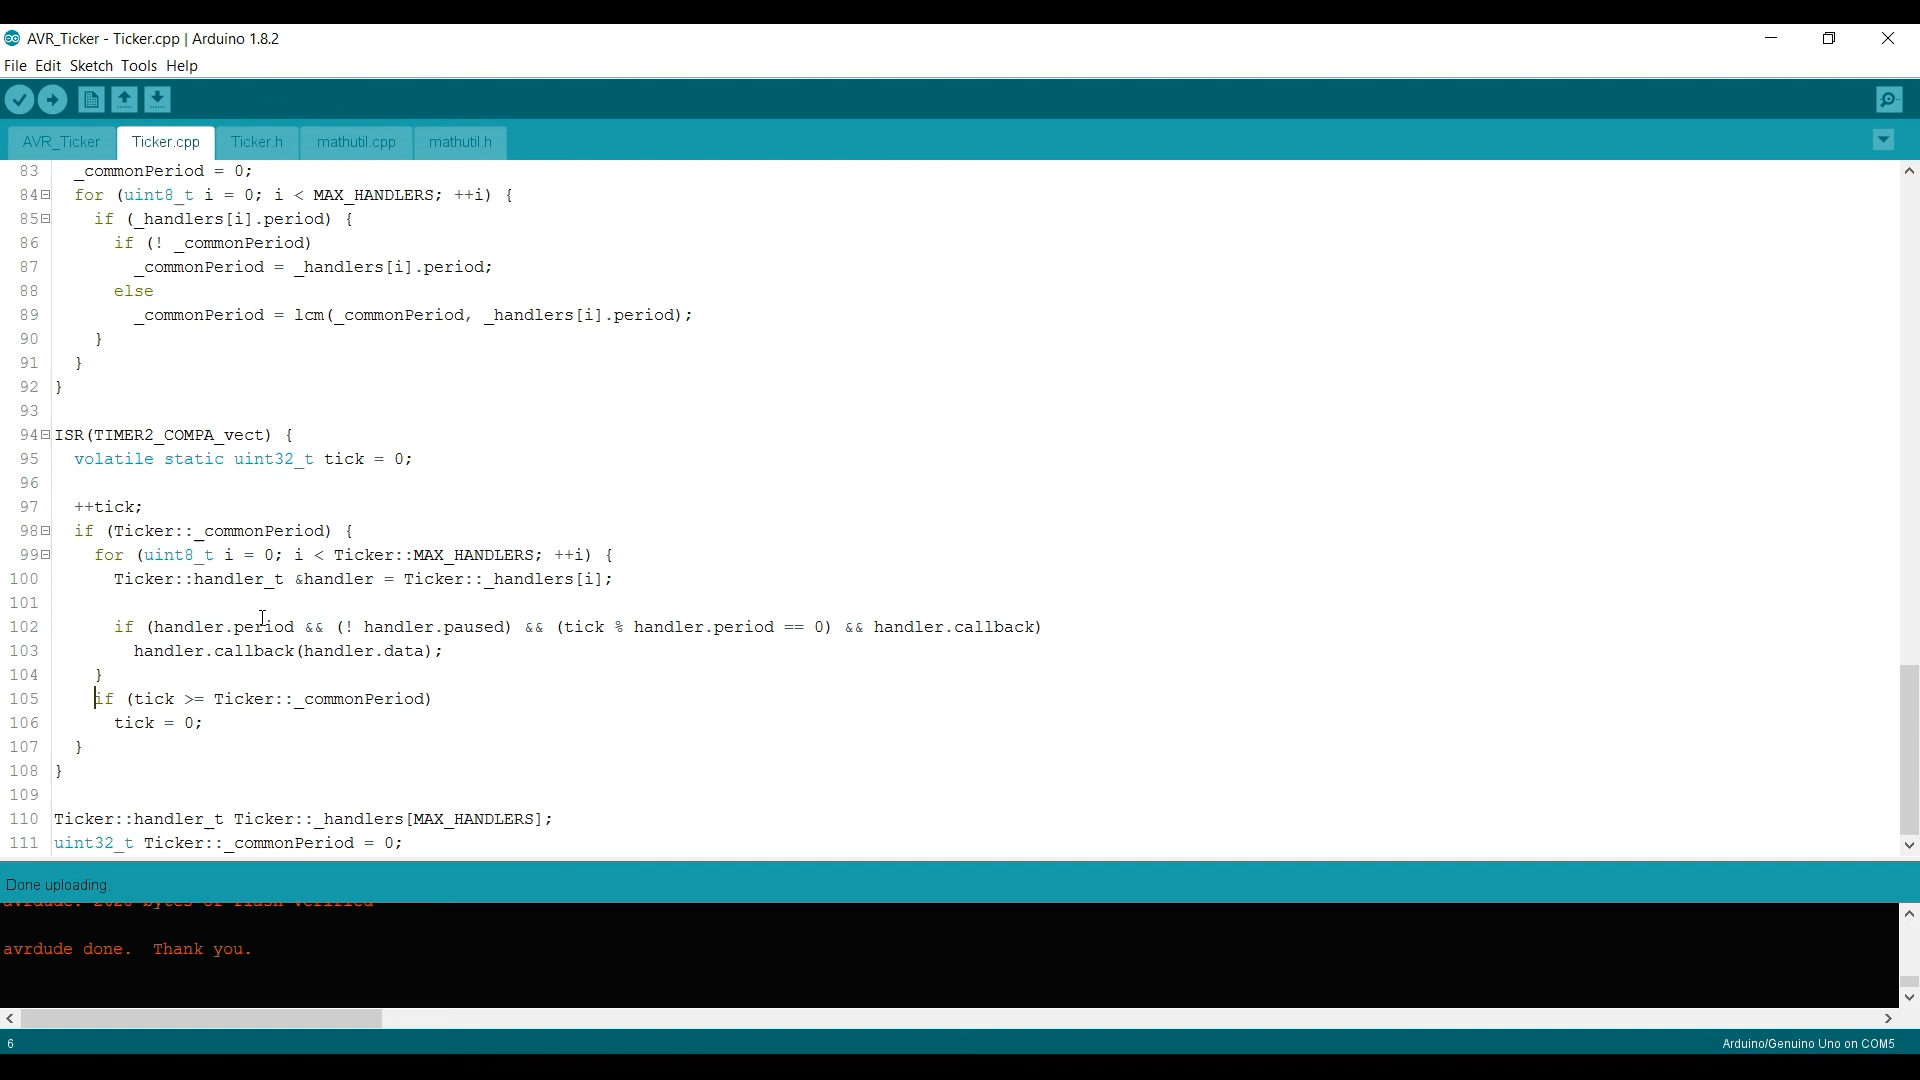 AVR_Ticker - Ticker.cpp | Arduino 1.8.2
File Edit Sketch Tools Help
AVR_Ticker Ticker.cpp Ticker.h mathutil.cpp mathutil.h
83 _commonPeriod = 0;
84 for (uint8_t i = 0; i < MAX_HANDLERS; ++i) {
85 if (_handlers[i].period) {
86 if (! _commonPeriod)
87 _commonPeriod = _handlers[i].period;
88 else
89 _commonPeriod = lcm(_commonPeriod, _handlers[i].period);
90 }
91 }
92 }
93
94 ISR(TIMER2_COMPA_vect) {
95 volatile static uint32_t tick = 0;
96
97 ++tick;
98 if (Ticker::_commonPeriod) {
99 for (uint8_t i = 0; i < Ticker::MAX_HANDLERS; ++i) {
100 Ticker::handler_t &handler = Ticker::_handlers[i];
101
102 if (handler.period && (! handler.paused) && (tick % handler.period == 0) && handler.callback)
103 handler.callback(handler.data);
104 }
105 if (tick >= Ticker::_commonPeriod)
106 tick = 0;
107 }
108 }
109
110 Ticker::handler_t Ticker::_handlers[MAX_HANDLERS];
111 uint32_t Ticker::_commonPeriod = 0;
Done uploading.
avrdude done. Thank you.
6 Arduino/Genuino Uno on COM5